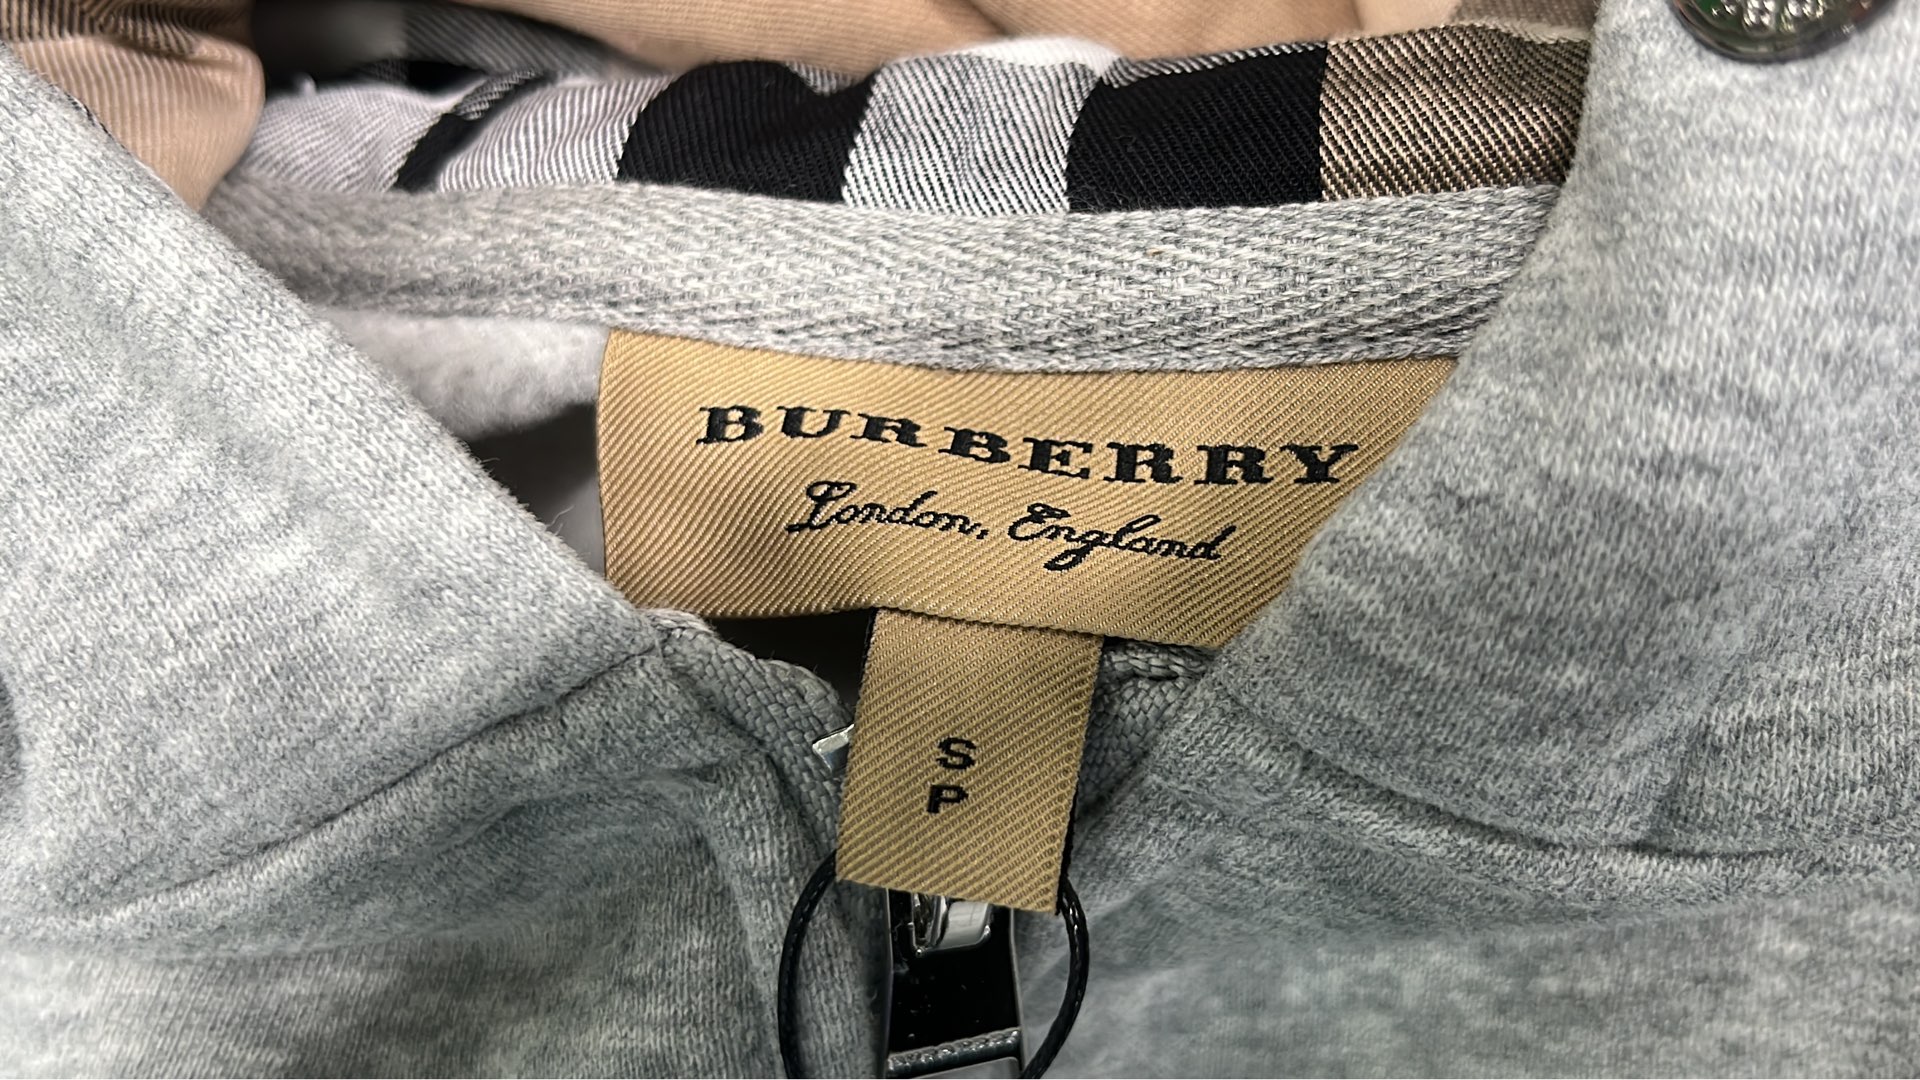 BURBERRY
London, England
S
P